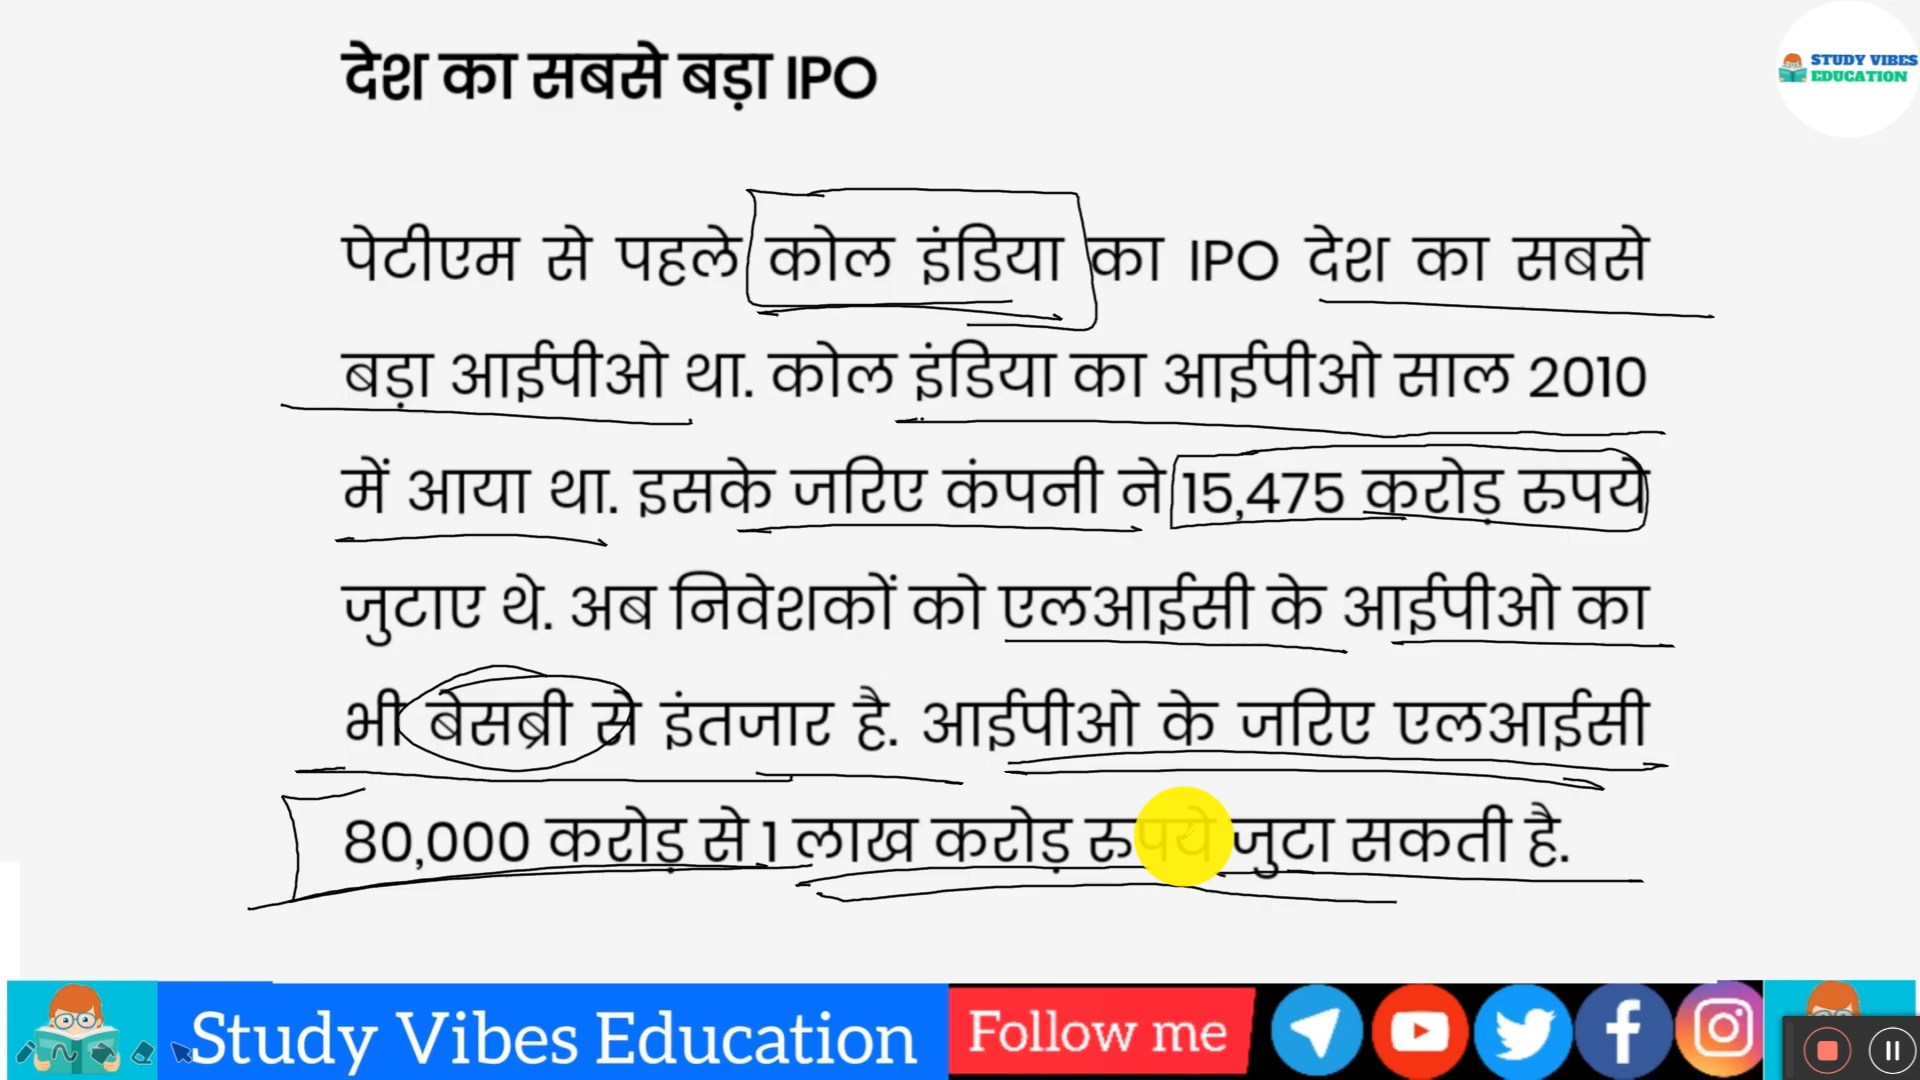 देश का सबसे बड़ा IPO
STUDY VIBES
EDUCATION
पेटीएम से पहले कोल इंडिया का IPO देश का सबसे
बड़ा आईपीओ था. कोल इंडिया का आईपीओ साल 2010
में आया था. इसके जरिए कंपनी ने 15,475 करोड़ रुपये
जुटाए थे. अब निवेशकों को एलआईसी के आईपीओ का
भी बेसब्री से इंतजार है. आईपीओ के जरिए एलआईसी
80,000 करोड़ से 1 लाख करोड़ रुपये जुटा सकती है.
Study Vibes Education
Follow me